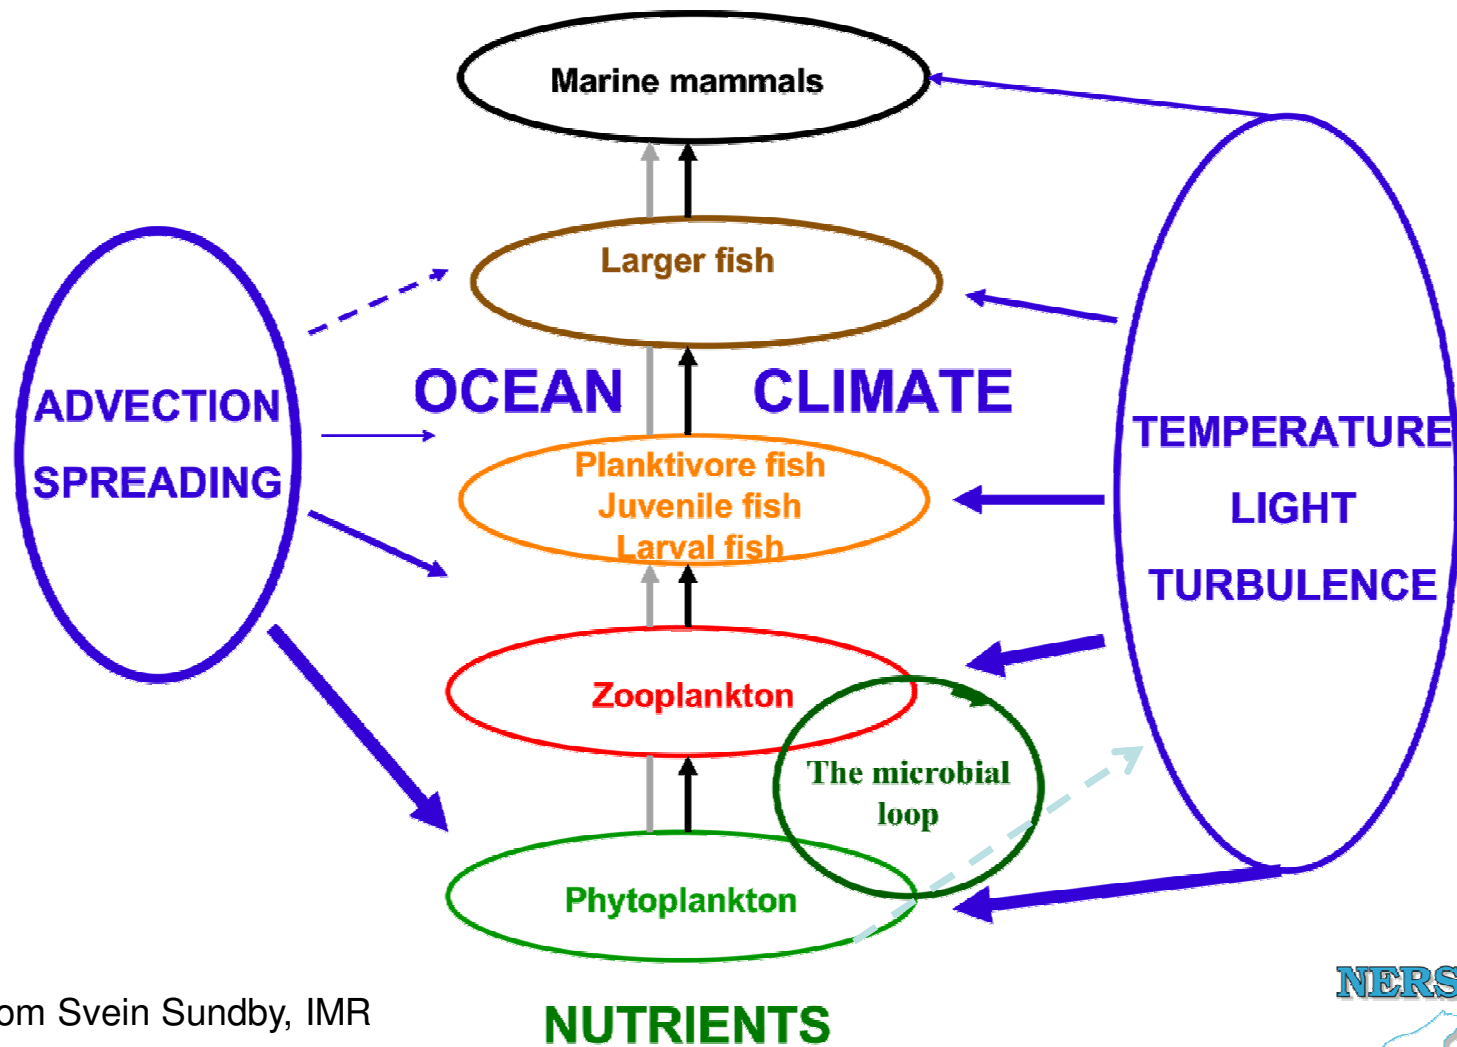 Marine mammals
Larger fish
OCEAN CLIMATE
ADVECTION
SPREADING
Planktivore fish
Juvenile fish
Larval fish
TEMPERATURE
LIGHT
TURBULENCE
Zooplankton
The microbial
loop
Phytoplankton
om Svein Sundby, IMR
NUTRIENTS
NERS